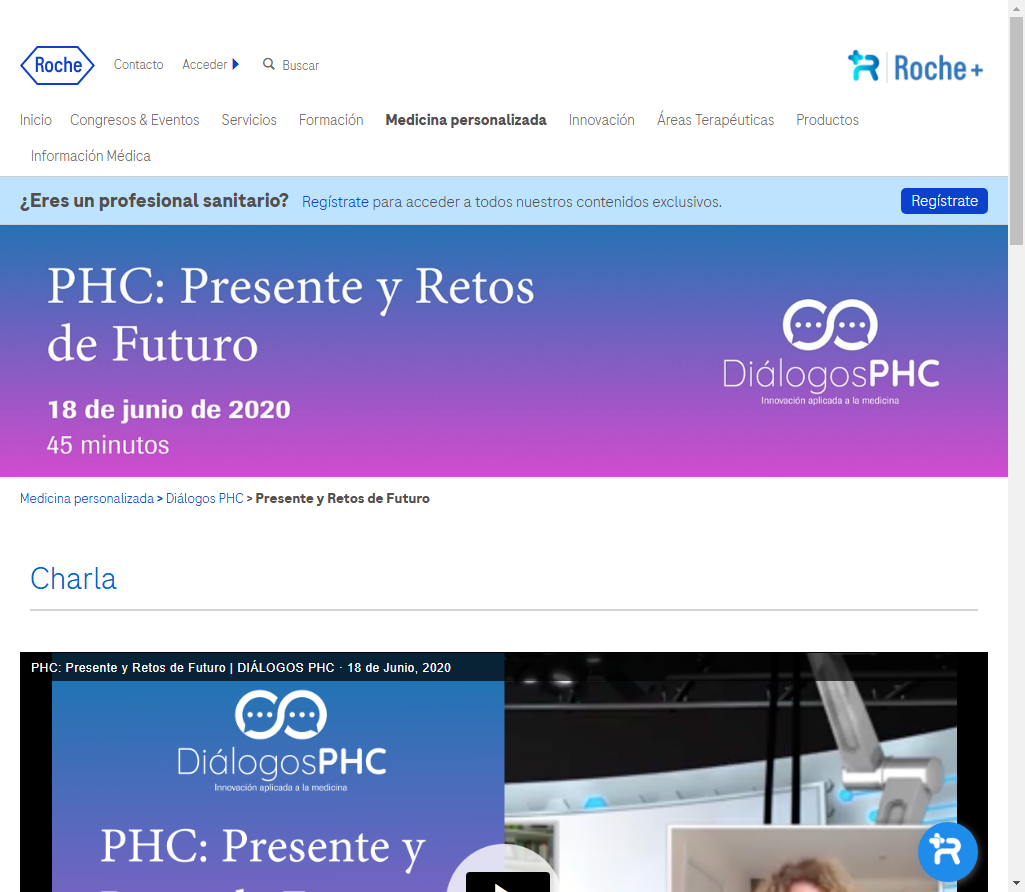 Roche
Contacto Acceder Buscar
Roche+
Inicio Congresos & Eventos Servicios Formación Medicina personalizada Innovación Áreas Terapéuticas Productos
Información Médica
¿Eres un profesional sanitario? Regístrate para acceder a todos nuestros contenidos exclusivos. Regístrate
PHC: Presente y Retos
de Futuro
18 de junio de 2020
45 minutos
DiálogosPHC
Innovación aplicada a la medicina
Medicina personalizada > Diálogos PHC > Presente y Retos de Futuro
Charla
PHC: Presente y Retos de Futuro | DIÁLOGOS PHC · 18 de Junio, 2020
DiálogosPHC
Innovación aplicada a la medicina
PHC: Presente y